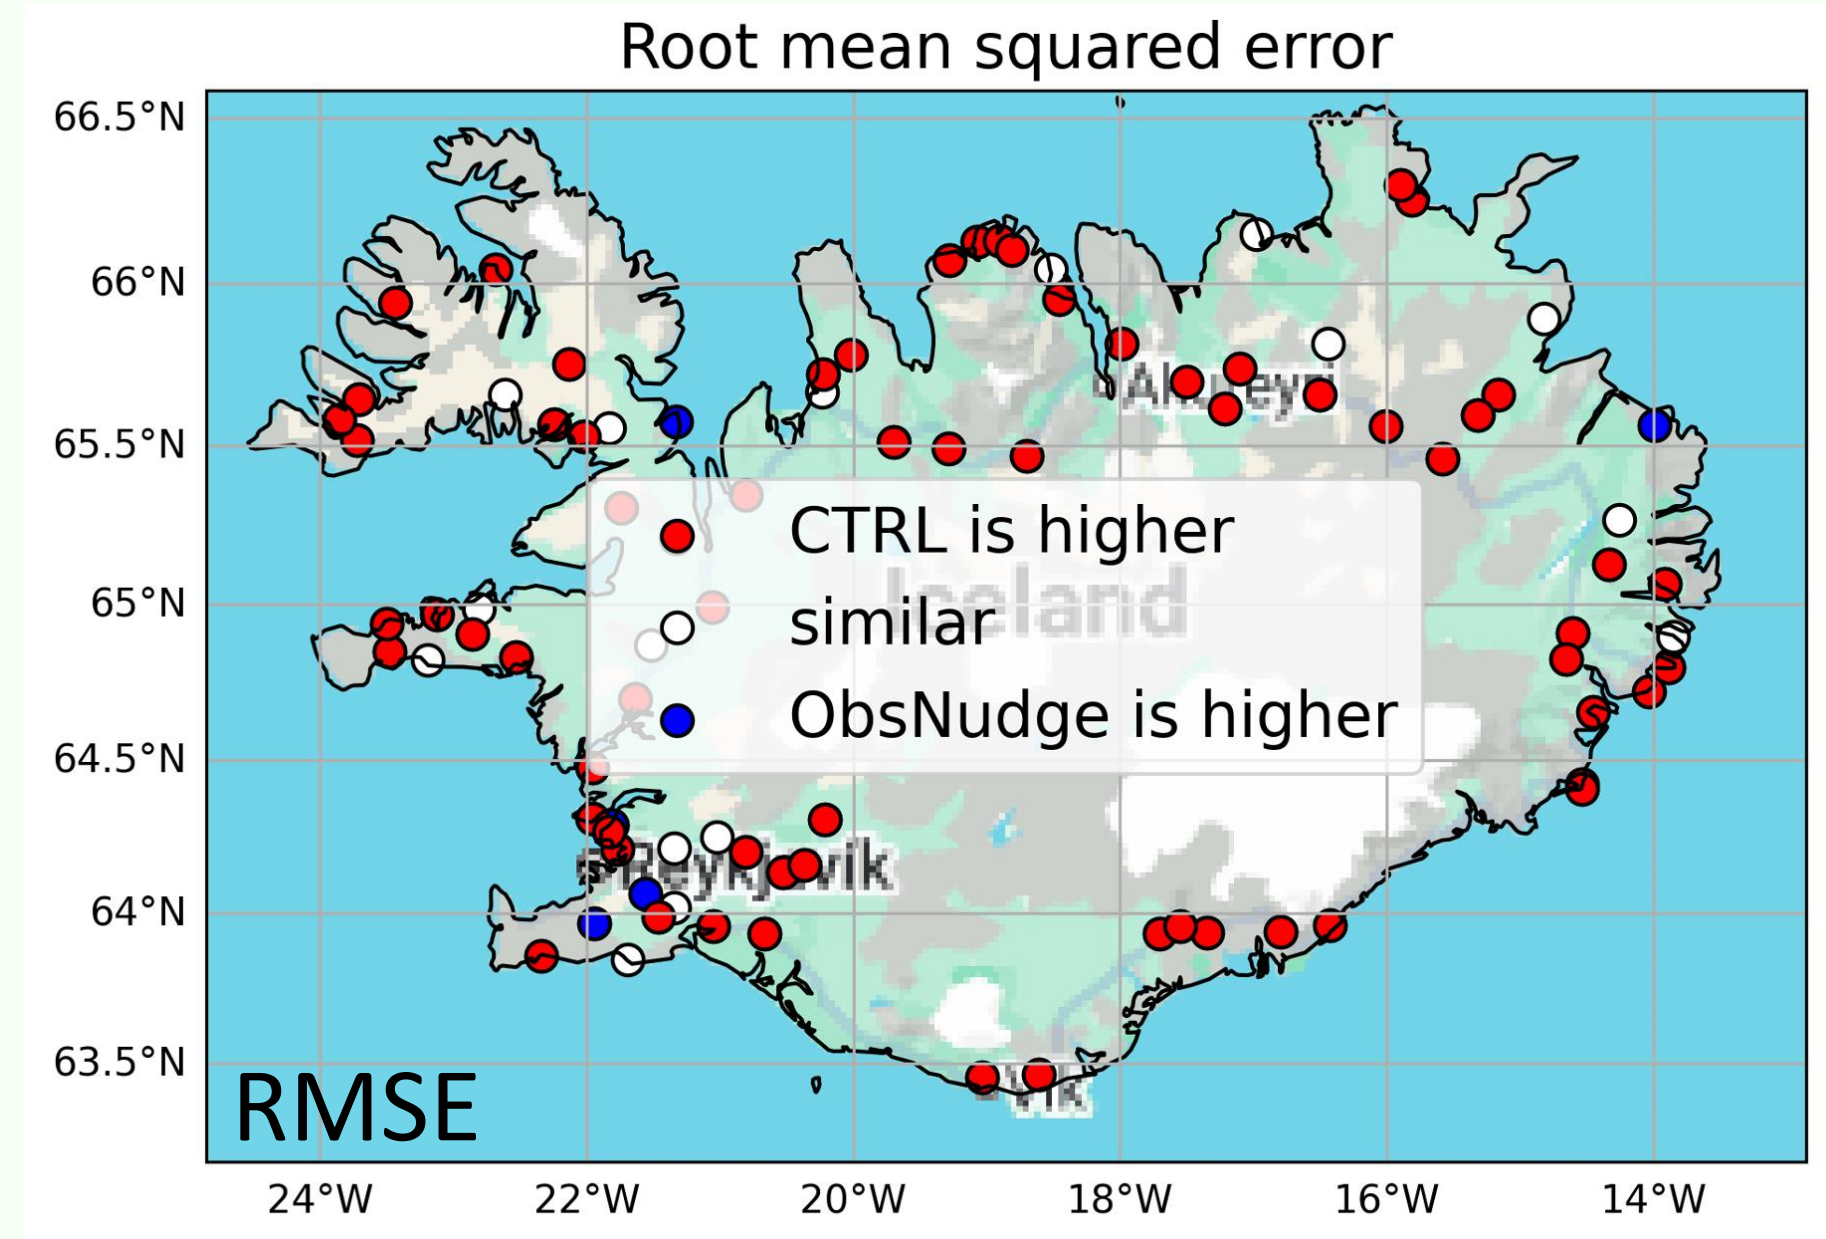 Root mean squared error
66.5°N
66°N
65.5°N
65°N
64.5°N
64°N
63.5°N
Akureyri
CTRL is higher
Iceland
similar
ObsNudge is higher
Reykjavik
Vik
RMSE
24°W 22°W 20°W 18°W 16°W 14°W